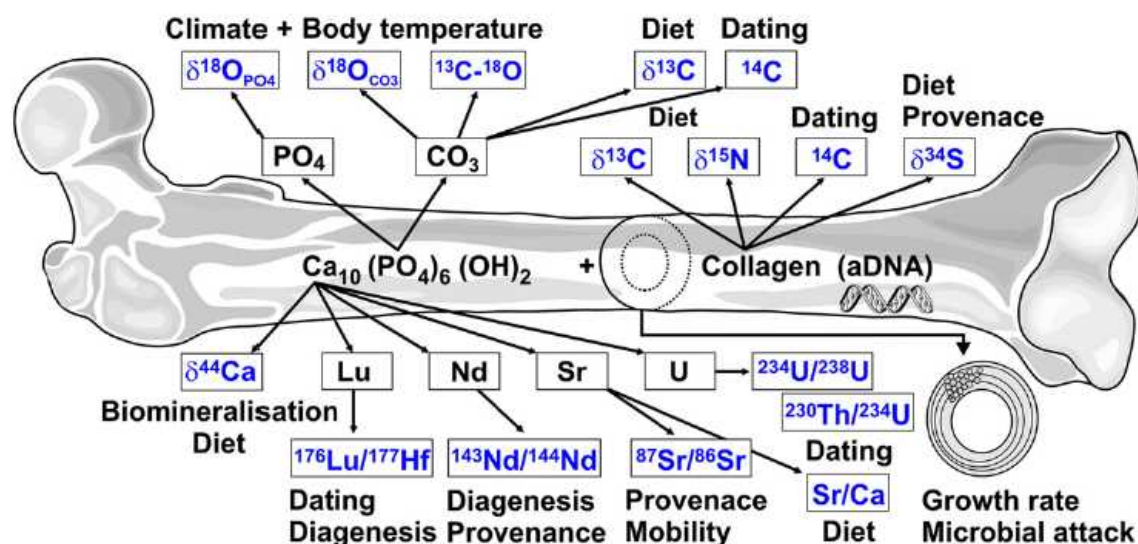 Climate + Body temperature
Diet
Dating
δ¹⁸O_PO4
δ¹⁸O_CO3
¹³C-¹⁸O
δ¹³C
¹⁴C
Diet
Provenace
Diet
Dating
PO₄
CO₃
δ¹³C
δ¹⁵N
¹⁴C
δ³⁴S
Ca₁₀ (PO₄)₆ (OH)₂ + Collagen (aDNA)
δ⁴⁴Ca
Lu
Nd
Sr
U
²³⁴U/²³⁸U
Biomineralisation
Diet
²³⁰Th/²³⁴U
Dating
¹⁷⁶Lu/¹⁷⁷Hf
¹⁴³Nd/¹⁴⁴Nd
⁸⁷Sr/⁸⁶Sr
Sr/Ca
Dating
Diagenesis
Diagenesis
Provenance
Provenace
Mobility
Diet
Growth rate
Microbial attack